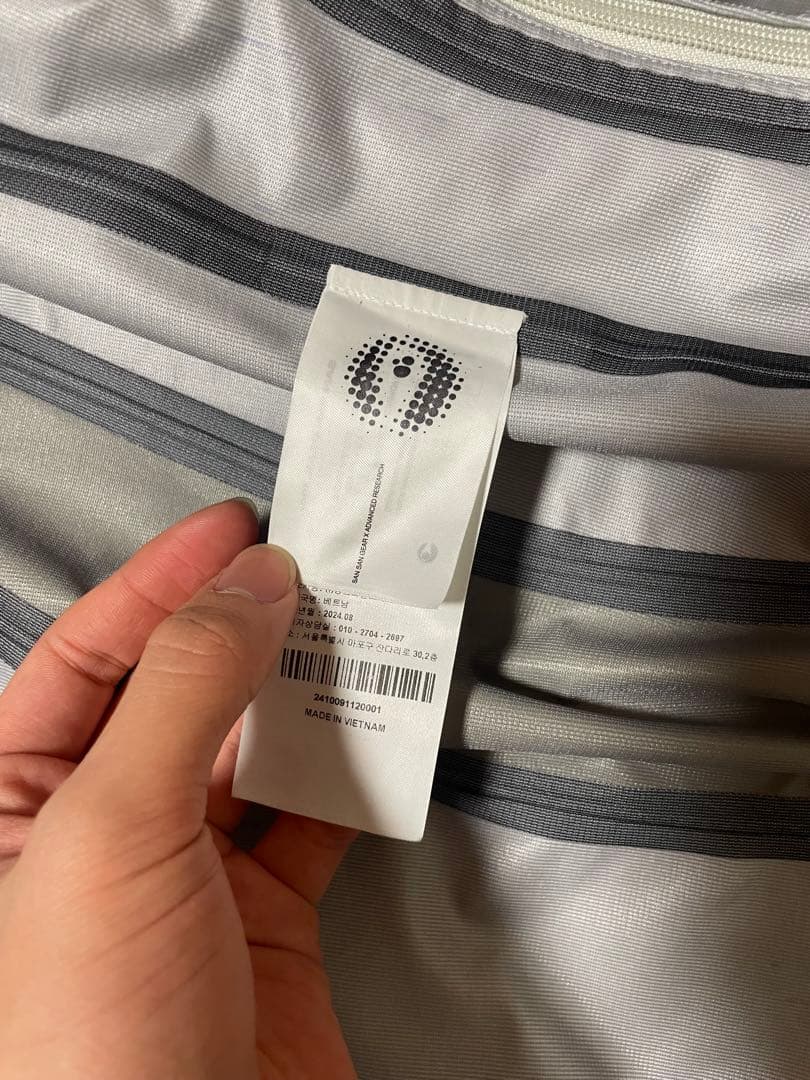 SAN SAN GEAR X ADVANCED RESEARCH
국명: 베트남
년월 : 2024.08
자상담실 : 010 - 2704 - 2697
소 : 서울특별시 마포구 잔다리로 30,2층
2410091120001
MADE IN VIETNAM